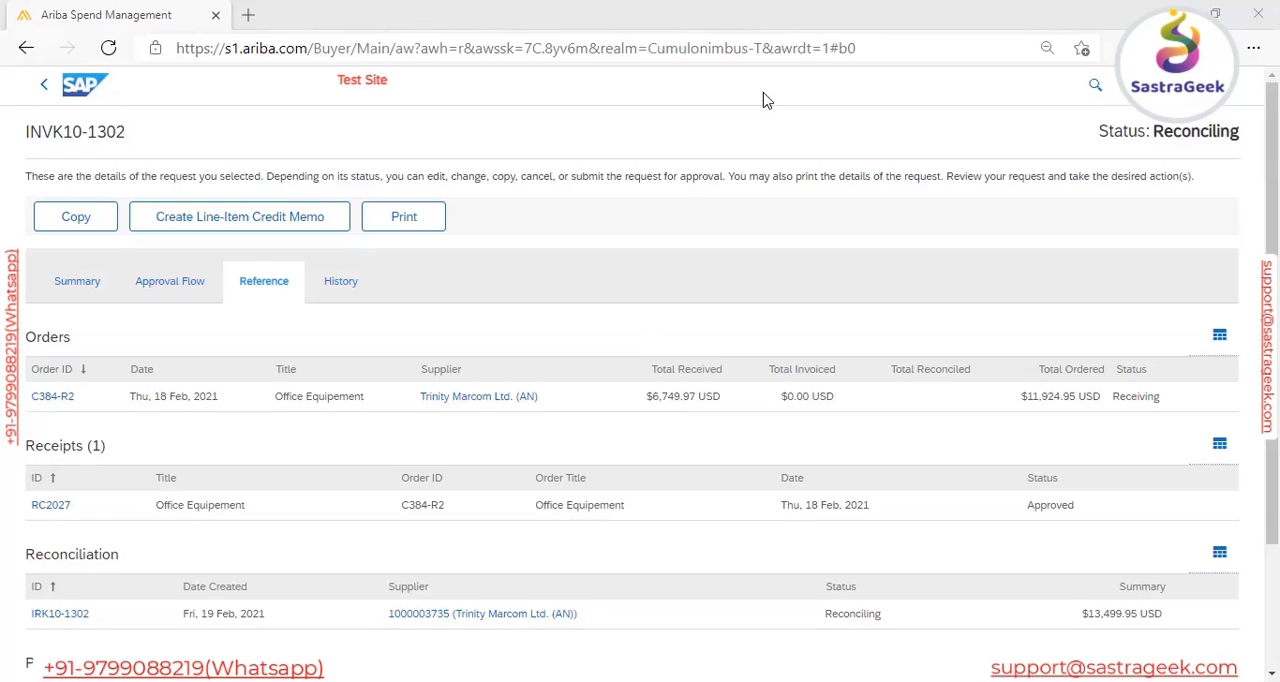 Ariba Spend Management
https://s1.ariba.com/Buyer/Main/aw?awh=r&awssk=7C.8yv6m&realm=Cumulonimbus-T&awrdt=1#b0
SastraGeek
SAP
Test Site
INVK10-1302
Status: Reconciling
These are the details of the request you selected. Depending on its status, you can edit, change, copy, cancel, or submit the request for approval. You may also print the details of the request. Review your request and take the desired action(s).
Copy Create Line-Item Credit Memo Print
Summary Approval Flow Reference History
Orders
Order ID ↓ Date Title Supplier Total Received Total Invoiced Total Reconciled Total Ordered Status
C384-R2 Thu, 18 Feb, 2021 Office Equipement Trinity Marcom Ltd. (AN) $6,749.97 USD $0.00 USD $11,924.95 USD Receiving
Receipts (1)
ID ↑ Title Order ID Order Title Date Status
RC2027 Office Equipement C384-R2 Office Equipement Thu, 18 Feb, 2021 Approved
Reconciliation
ID ↑ Date Created Supplier Status Summary
IRK10-1302 Fri, 19 Feb, 2021 1000003735 (Trinity Marcom Ltd. (AN)) Reconciling $13,499.95 USD
+91-9799088219(Whatsapp)
support@sastrageek.com
+91-9799088219(Whatsapp)
support@sastrageek.com